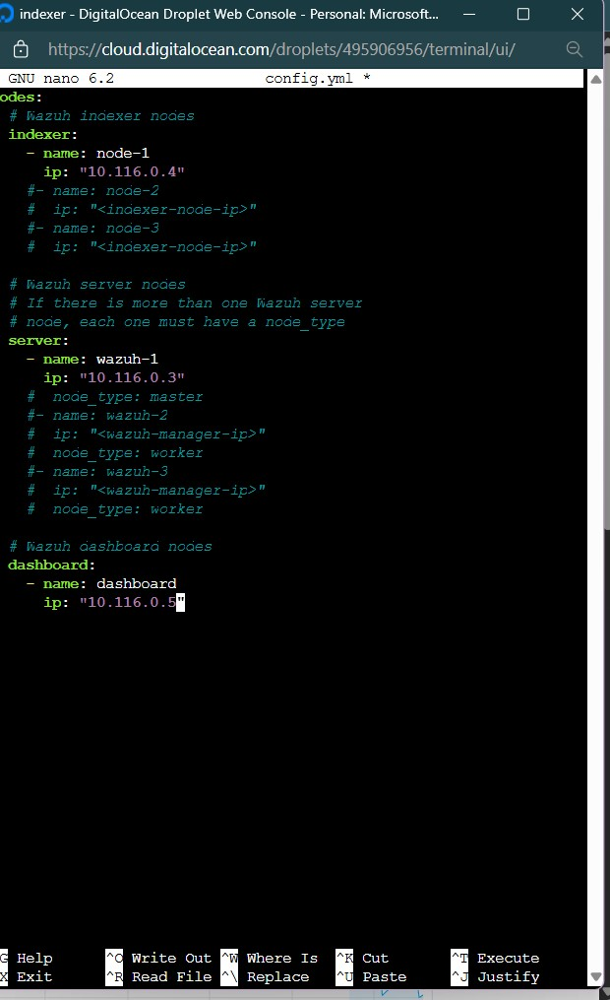 indexer - DigitalOcean Droplet Web Console - Personal: Microsoft...
https://cloud.digitalocean.com/droplets/495906956/terminal/ui/
GNU nano 6.2 config.yml *
odes:
# Wazuh indexer nodes
indexer:
- name: node-1
ip: "10.116.0.4"
#- name: node-2
# ip: "<indexer-node-ip>"
#- name: node-3
# ip: "<indexer-node-ip>"
# Wazuh server nodes
# If there is more than one Wazuh server
# node, each one must have a node_type
server:
- name: wazuh-1
ip: "10.116.0.3"
# node_type: master
#- name: wazuh-2
# ip: "<wazuh-manager-ip>"
# node_type: worker
#- name: wazuh-3
# ip: "<wazuh-manager-ip>"
# node_type: worker
# Wazuh dashboard nodes
dashboard:
- name: dashboard
ip: "10.116.0.5"
G Help ^O Write Out ^W Where Is ^K Cut ^T Execute
X Exit ^R Read File ^\ Replace ^U Paste ^J Justify